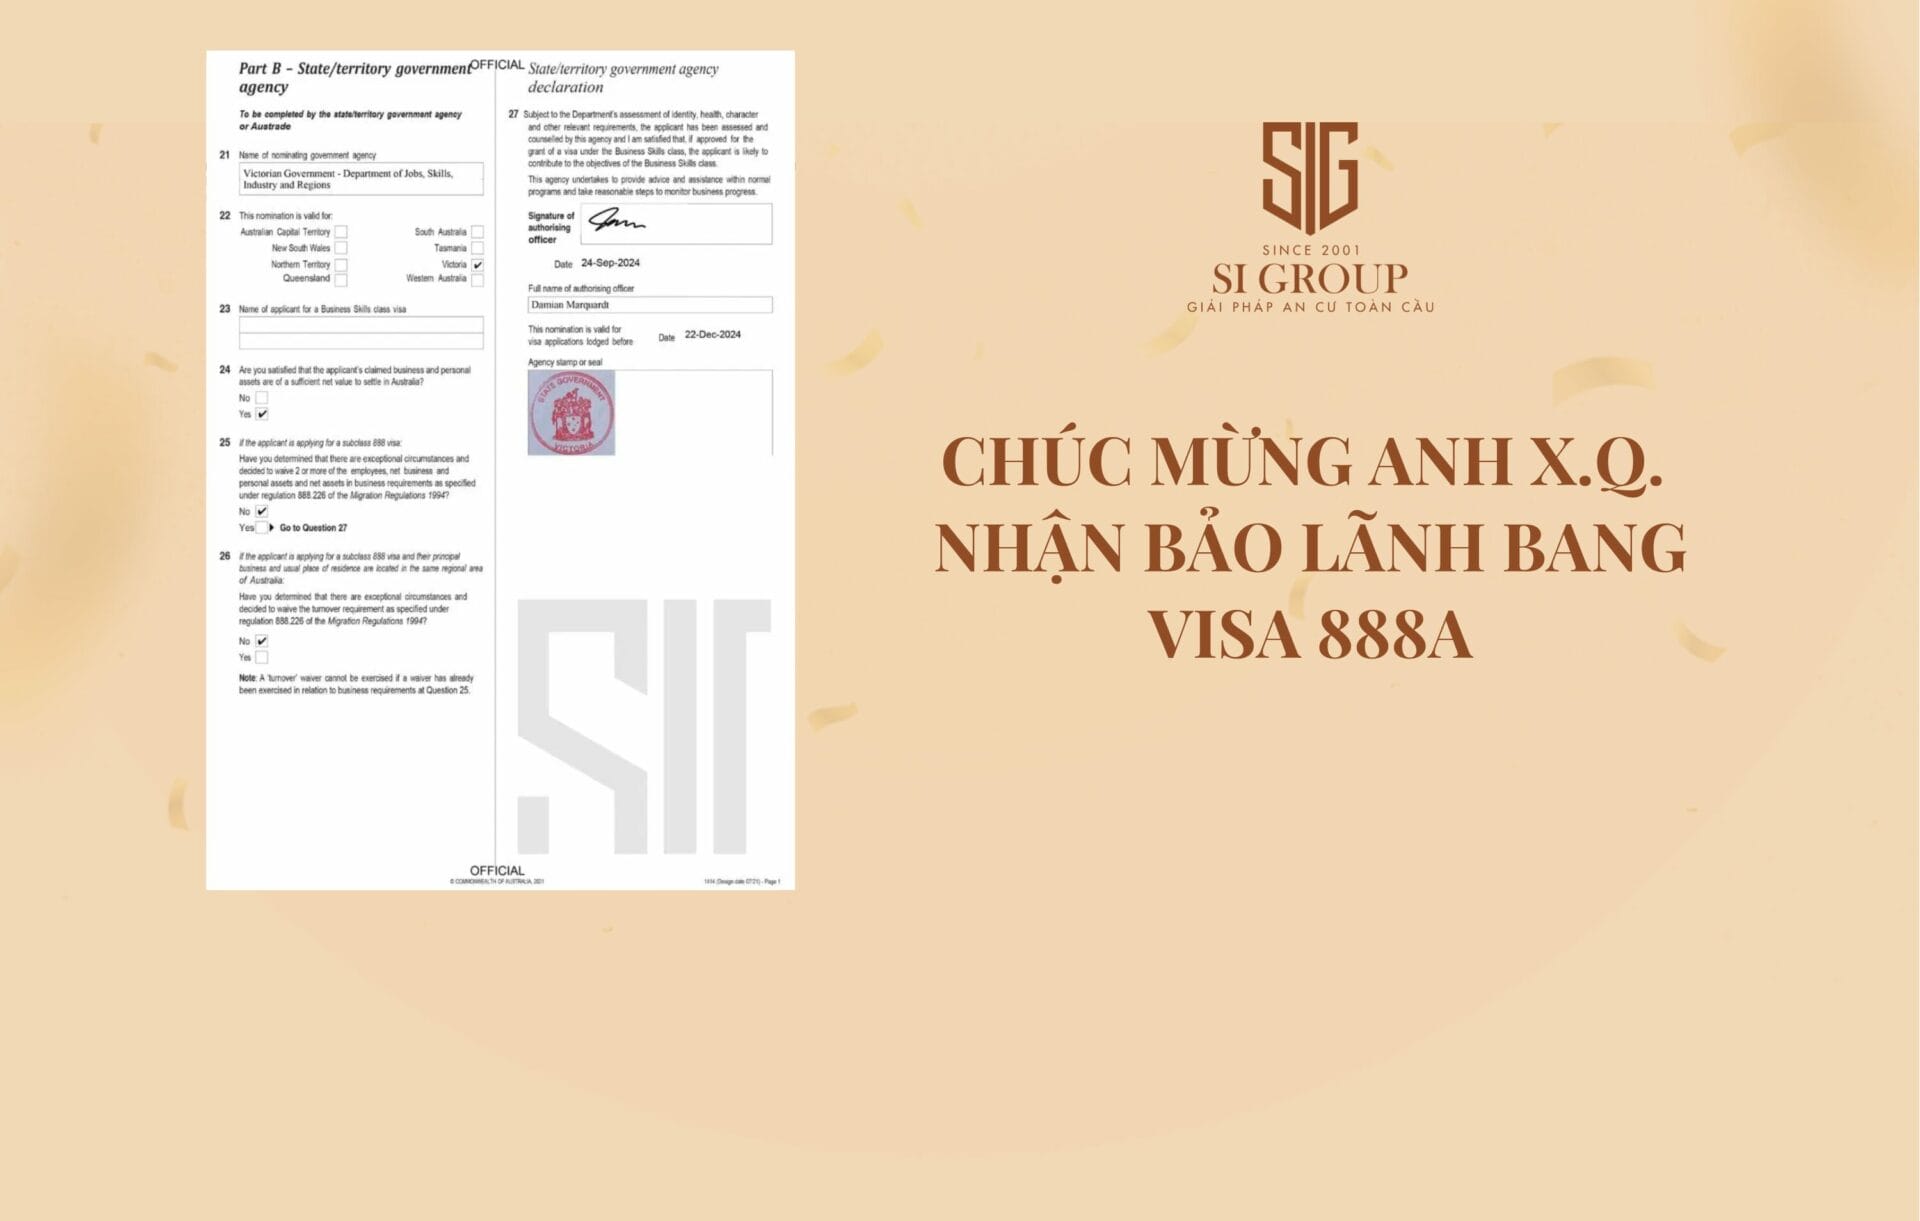 Part B – State/territory government
agency
OFFICIAL
To be completed by the state/territory government agency
or Austrade
21 Name of nominating government agency
Victorian Government - Department of Jobs, Skills,
Industry and Regions
22 This nomination is valid for:
Australian Capital Territory
South Australia
New South Wales
Tasmania
Northern Territory
Victoria ✔
Queensland
Western Australia
23 Name of applicant for a Business Skills class visa
24 Are you satisfied that the applicant's claimed business and personal
assets are of a sufficient net value to settle in Australia?
No
Yes ✔
25 If the applicant is applying for a subclass 888 visa:
Have you determined that there are exceptional circumstances and
decided to waive 2 or more of the employees, net business and
personal assets and net assets in business requirements as specified
under regulation 888.226 of the Migration Regulations 1994?
No ✔
Yes Go to Question 27
26 If the applicant is applying for a subclass 888 visa and their principal
business and usual place of residence are located in the same regional area
of Australia:
Have you determined that there are exceptional circumstances and
decided to waive the turnover requirement as specified under
regulation 888.226 of the Migration Regulations 1994?
No ✔
Yes
Note: A 'turnover' waiver cannot be exercised if a waiver has already
been exercised in relation to business requirements at Question 25.
State/territory government agency
declaration
27 Subject to the Department's assessment of identity, health, character
and other relevant requirements, the applicant has been assessed and
counselled by this agency and I am satisfied that, if approved for the
grant of a visa under the Business Skills class, the applicant is likely to
contribute to the objectives of the Business Skills class.
This agency undertakes to provide advice and assistance within normal
programs and take reasonable steps to monitor business progress.
Signature of
authorising
officer
Date 24-Sep-2024
Full name of authorising officer
Damian Marquardt
This nomination is valid for
visa applications lodged before
Date 22-Dec-2024
Agency stamp or seal
STATE GOVERNMENT
VICTORIA
OFFICIAL
© COMMONWEALTH OF AUSTRALIA, 2021
1414 (Design date 07/21) - Page 1
SIG
SINCE 2001
SI GROUP
GIẢI PHÁP AN CƯ TOÀN CẦU
CHÚC MỪNG ANH X.Q.
NHẬN BẢO LÃNH BANG
VISA 888A